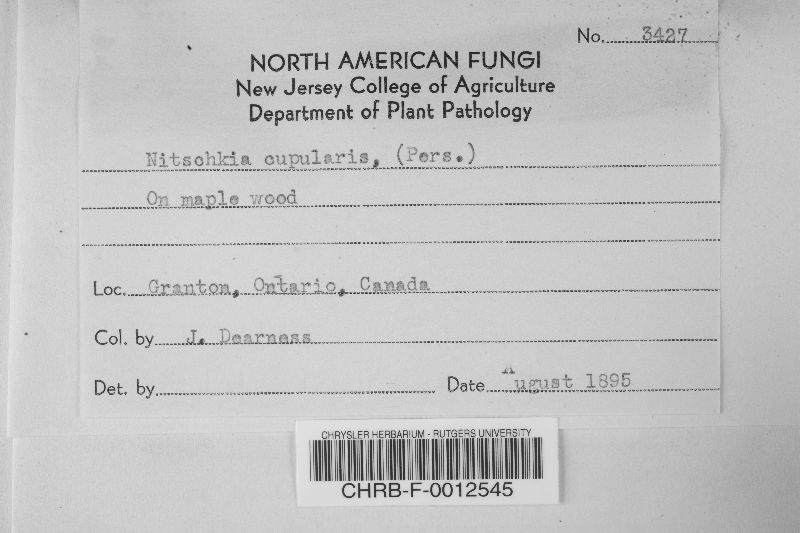 No. 3427
NORTH AMERICAN FUNGI
New Jersey College of Agriculture
Department of Plant Pathology
Nitschkia cupularis, (Pers.)
On maple wood
Loc. Granton, Ontario, Canada
Col. by J. Dearness
Det. by
Date August 1895
CHRYSLER HERBARIUM - RUTGERS UNIVERSITY
CHRB-F-0012545